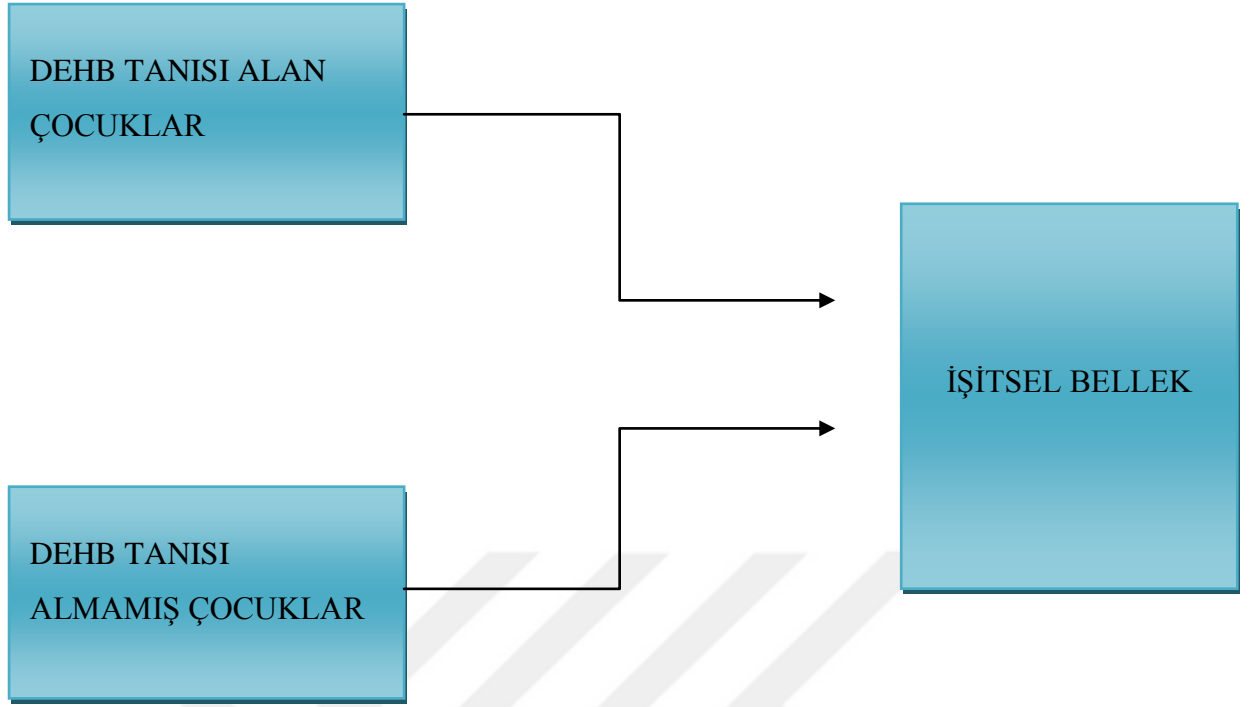 DEHB TANISI ALAN
ÇOCUKLAR
İŞİTSEL BELLEK
DEHB TANISI
ALMAMIŞ ÇOCUKLAR